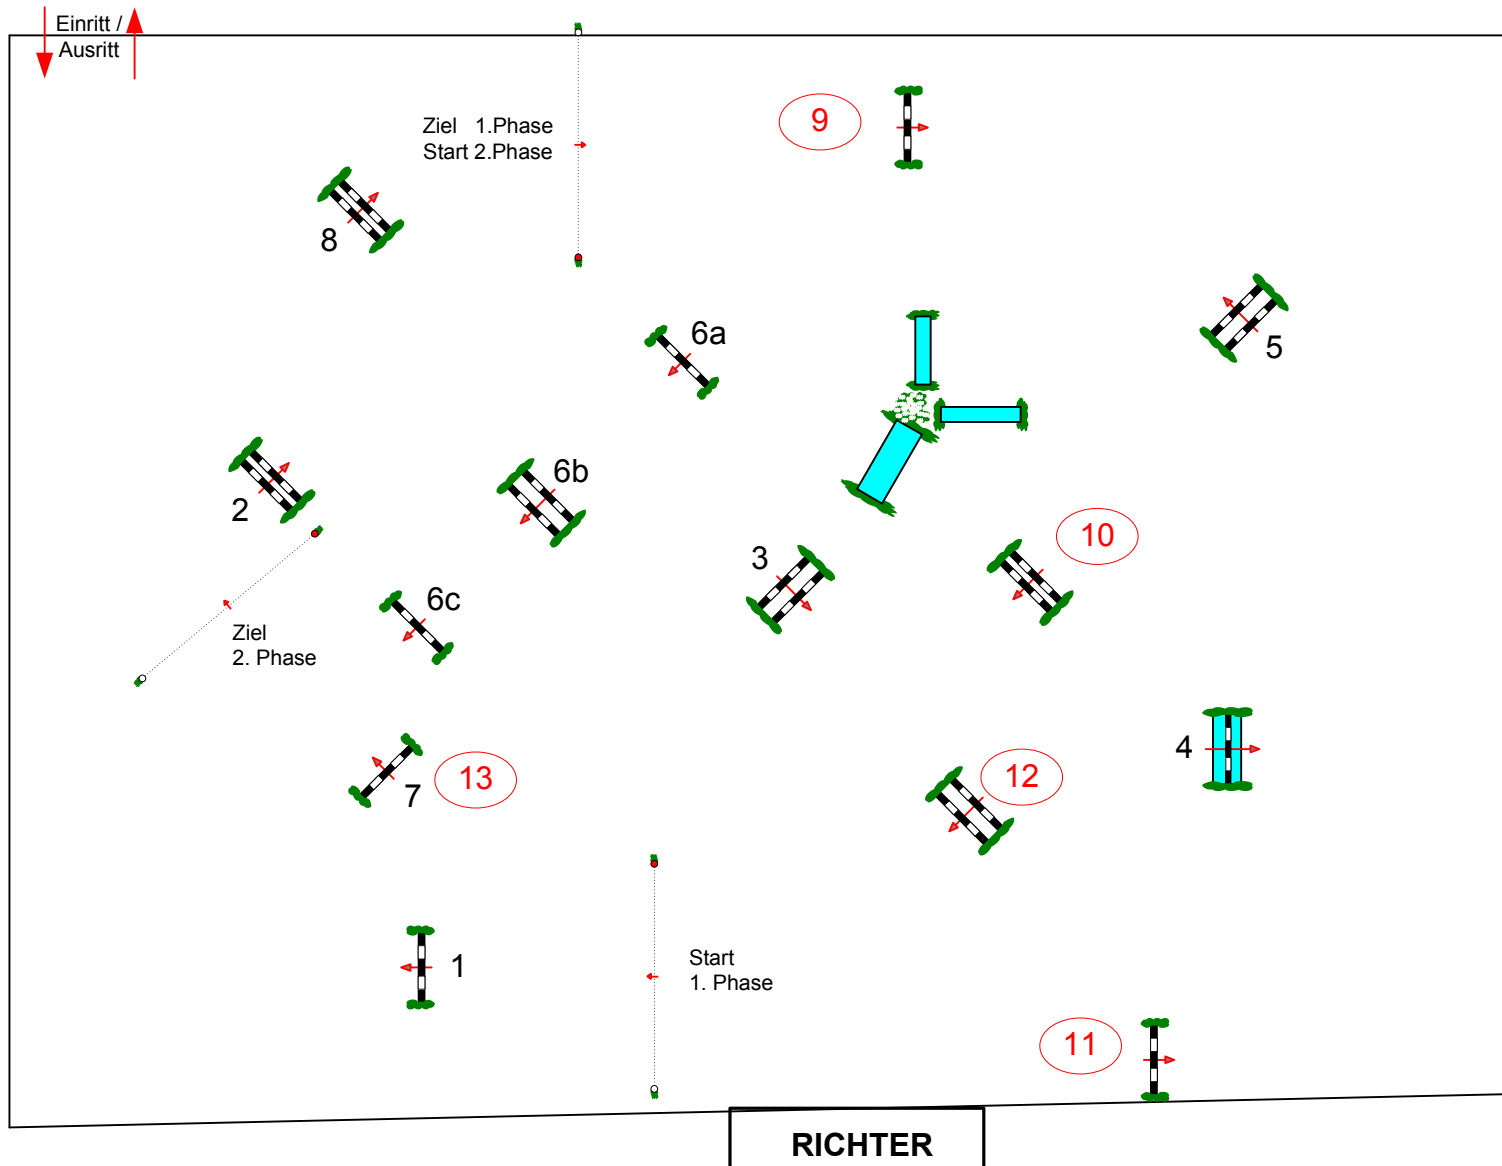 Einritt /
Ausritt
Ziel 1.Phase
Start 2.Phase
9
8
6a
5
2
6b
3
10
6c
Ziel
2. Phase
4
13
7
12
1
Start
1. Phase
11
RICHTER